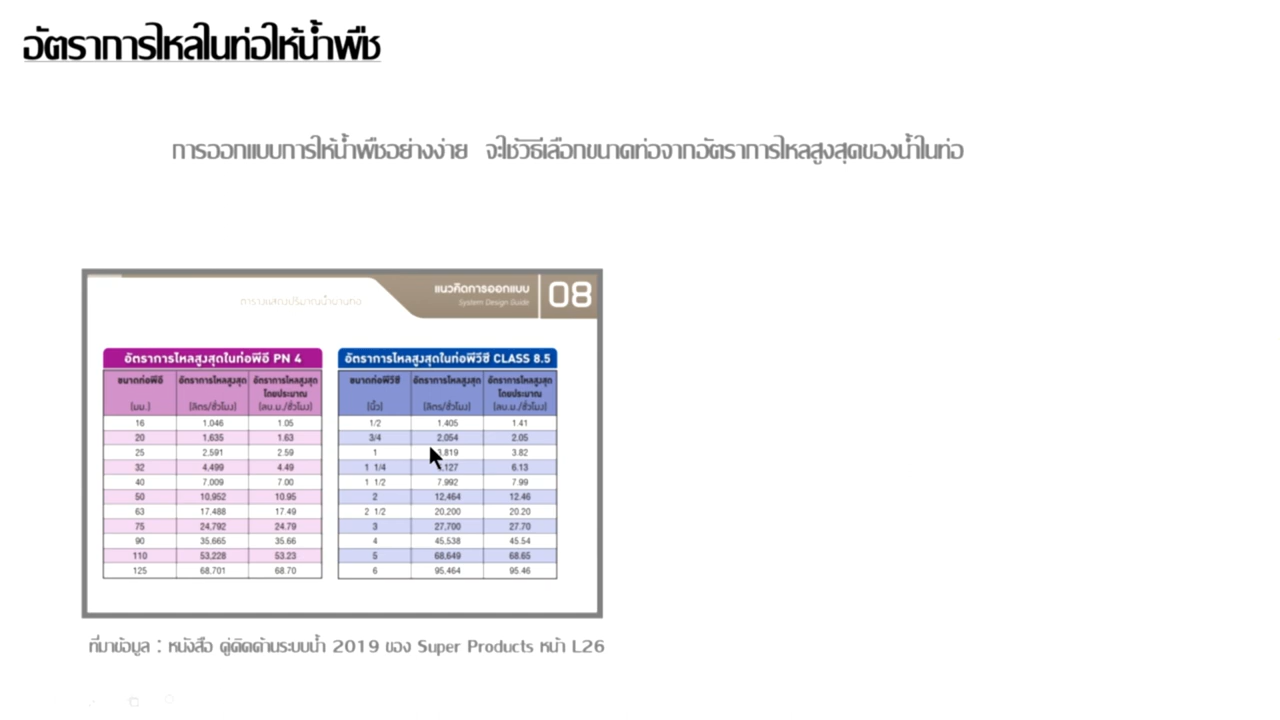 อัตราการไหลในท่อให้น้ำพืช
การออกแบบการให้น้ำพืชอย่างง่าย จะใช้วิธีเลือกขนาดท่อจากอัตราการไหลสูงสุดของน้ำในท่อ
ตารางแสดงปริมาณน้ำผ่านท่อ
แนวคิดการออกแบบ
System Design Guide
08
อัตราการไหลสูงสุดในท่อพีอี PN 4
ขนาดท่อพีอี อัตราการไหลสูงสุด อัตราการไหลสูงสุด
โดยประมาณ
(มม.) (ลิตร/ชั่วโมง) (ลบ.ม./ชั่วโมง)
16 1,046 1.05
20 1,635 1.63
25 2,591 2.59
32 4,499 4.49
40 7,009 7.00
50 10,952 10.95
63 17,488 17.49
75 24,792 24.79
90 35,665 35.66
110 53,228 53.23
125 68,701 68.70
อัตราการไหลสูงสุดในท่อพีวีซี CLASS 8.5
ขนาดท่อพีวีซี อัตราการไหลสูงสุด อัตราการไหลสูงสุด
โดยประมาณ
(นิ้ว) (ลิตร/ชั่วโมง) (ลบ.ม./ชั่วโมง)
1/2 1,405 1.41
3/4 2,054 2.05
1 819 3.82
1 1/4 127 6.13
1 1/2 7,992 7.99
2 12,464 12.46
2 1/2 20,200 20.20
3 27,700 27.70
4 45,538 45.54
5 68,649 68.65
6 95,464 95.46
ที่มาข้อมูล : หนังสือ คู่คิดด้านระบบน้ำ 2019 ของ Super Products หน้า L26